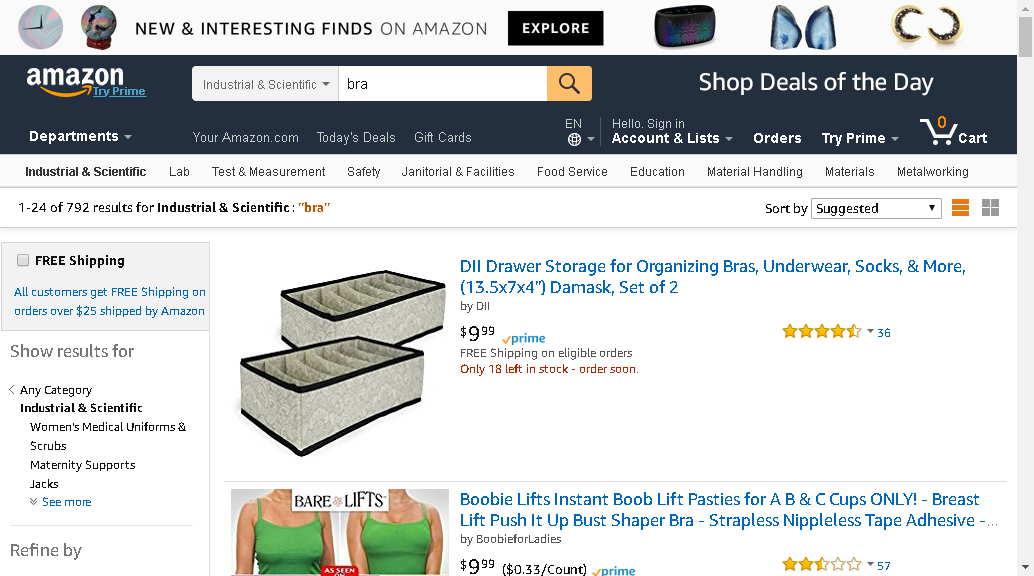 NEW & INTERESTING FINDS ON AMAZON EXPLORE
amazon
Try Prime
Industrial & Scientific bra
Shop Deals of the Day
Departments
Your Amazon.com Today's Deals Gift Cards
EN
Hello. Sign in
Account & Lists
Orders
Try Prime
0
Cart
Industrial & Scientific Lab Test & Measurement Safety Janitorial & Facilities Food Service Education Material Handling Materials Metalworking
1-24 of 792 results for Industrial & Scientific : "bra"
Sort by Suggested
FREE Shipping
All customers get FREE Shipping on
orders over $25 shipped by Amazon
Show results for
Any Category
Industrial & Scientific
Women's Medical Uniforms &
Scrubs
Maternity Supports
Jacks
See more
Refine by
DII Drawer Storage for Organizing Bras, Underwear, Socks, & More,
(13.5x7x4") Damask, Set of 2
by DII
$9.99 prime
FREE Shipping on eligible orders
Only 18 left in stock - order soon.
36
BARE LIFTS
AS SEEN
Boobie Lifts Instant Boob Lift Pasties for A B & C Cups ONLY! - Breast
Lift Push It Up Bust Shaper Bra - Strapless Nippleless Tape Adhesive -...
by BoobieforLadies
$9.99 ($0.33/Count) prime
57